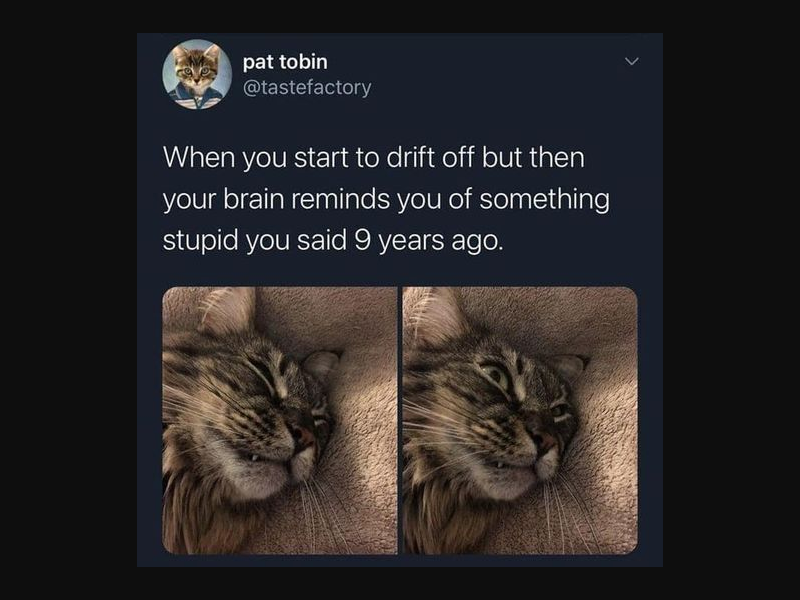 pat tobin
@tastefactory
When you start to drift off but then
your brain reminds you of something
stupid you said 9 years ago.